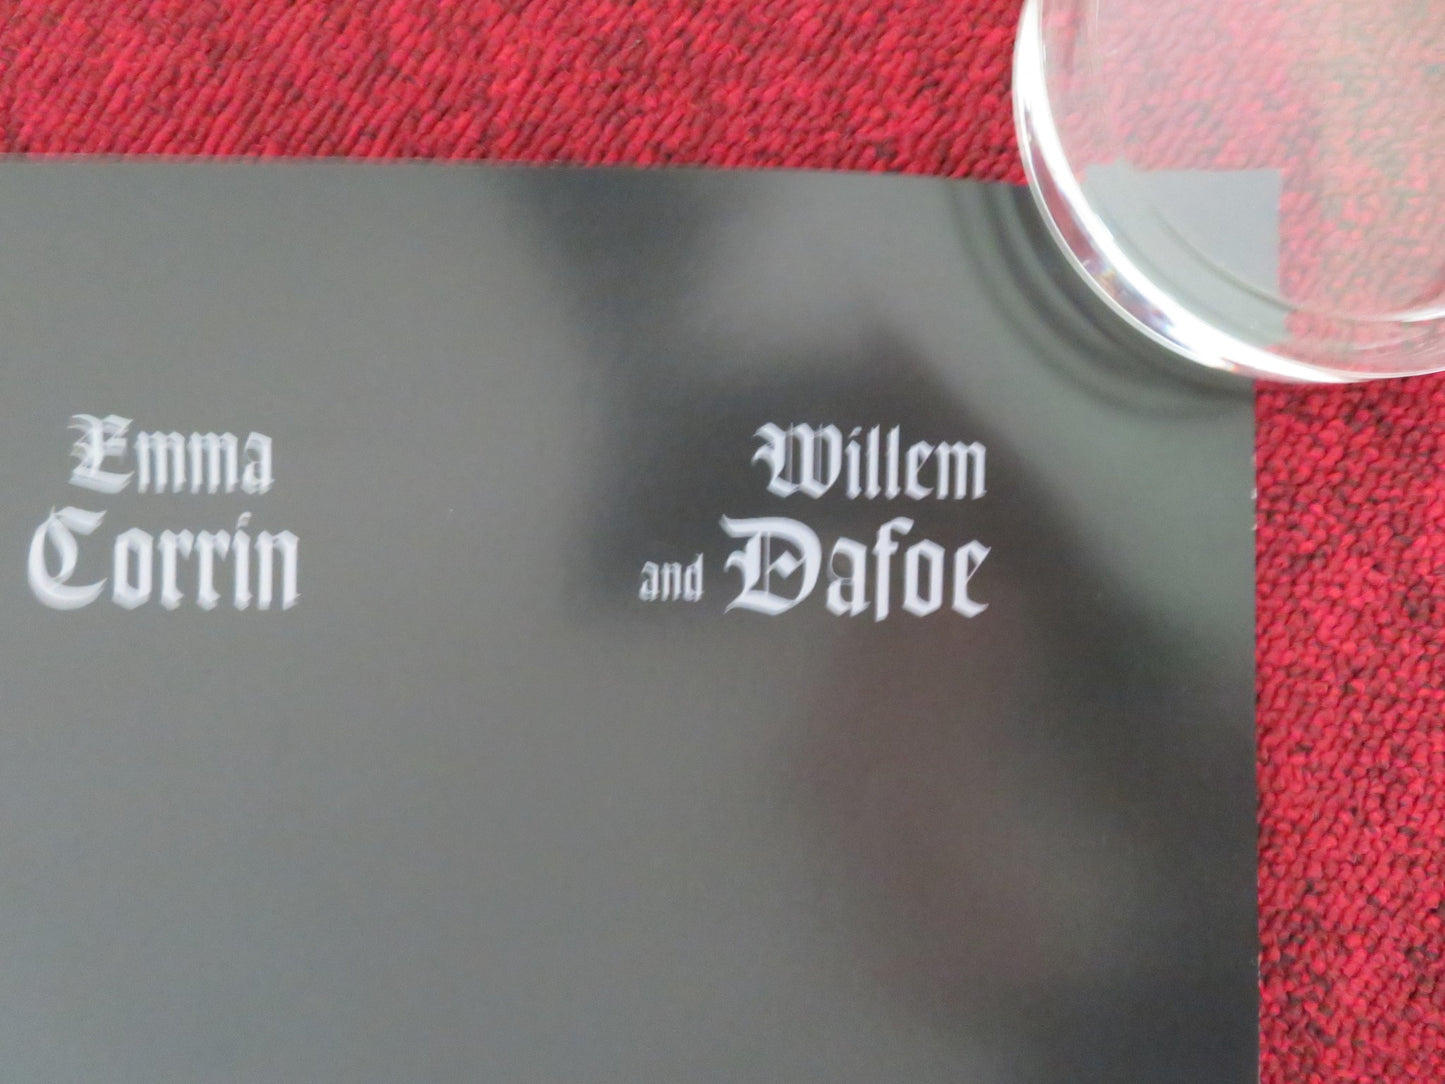 Emma
Corrin
Willem
and Dafoe